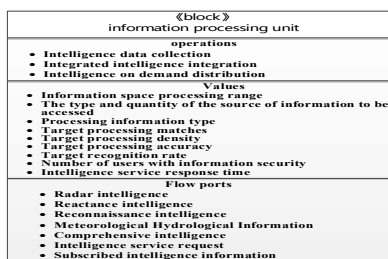 《block》
information processing unit
operations
• Intelligence data collection
• Integrated intelligence integration
• Intelligence on demand distribution
Values
• Information space processing range
• The type and quantity of the source of information to be
accessed
• Processing information type
• Target processing matches
• Target processing density
• Target processing accuracy
• Target recognition rate
• Number of users with information security
• Intelligence service response time
Flow ports
• Radar intelligence
• Reactance intelligence
• Reconnaissance intelligence
• Meteorological Hydrological Information
• Comprehensive intelligence
• Intelligence service request
• Subscribed intelligence information